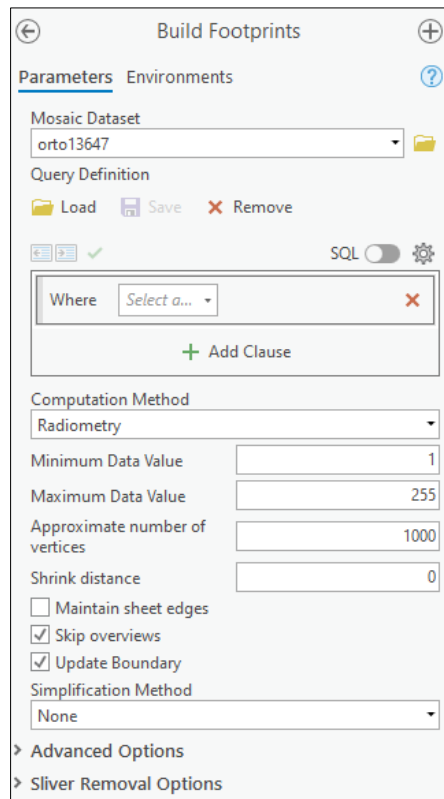 Build Footprints
Parameters Environments
Mosaic Dataset
orto13647
Query Definition
Load Save Remove
SQL
Where Select a...
Add Clause
Computation Method
Radiometry
Minimum Data Value 1
Maximum Data Value 255
Approximate number of
vertices 1000
Shrink distance 0
Maintain sheet edges
Skip overviews
Update Boundary
Simplification Method
None
Advanced Options
Sliver Removal Options